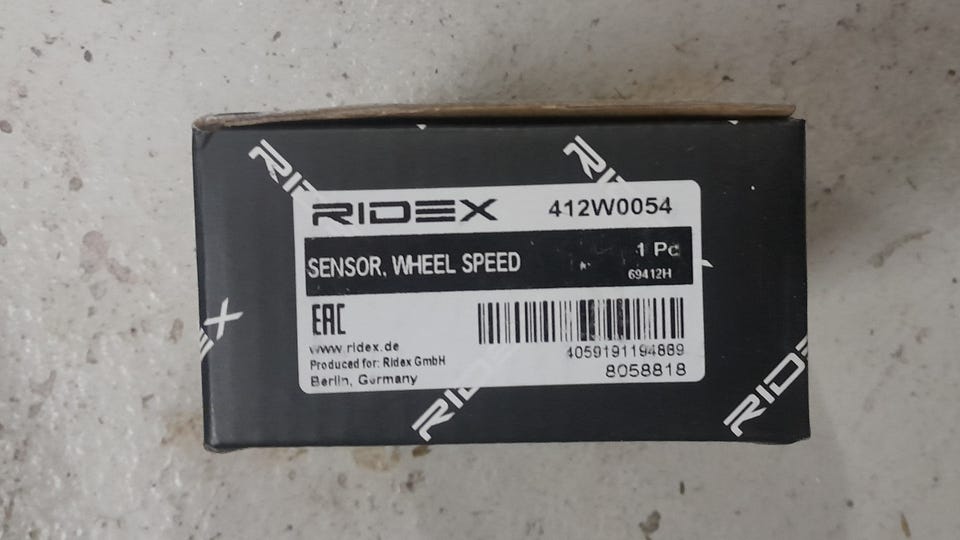 RIDEX 412W0054
SENSOR, WHEEL SPEED 1 Pc
69412H
EAC
www.ridex.de
Produced for: Ridex GmbH
Berlin, Germany
4059191194889
8058818